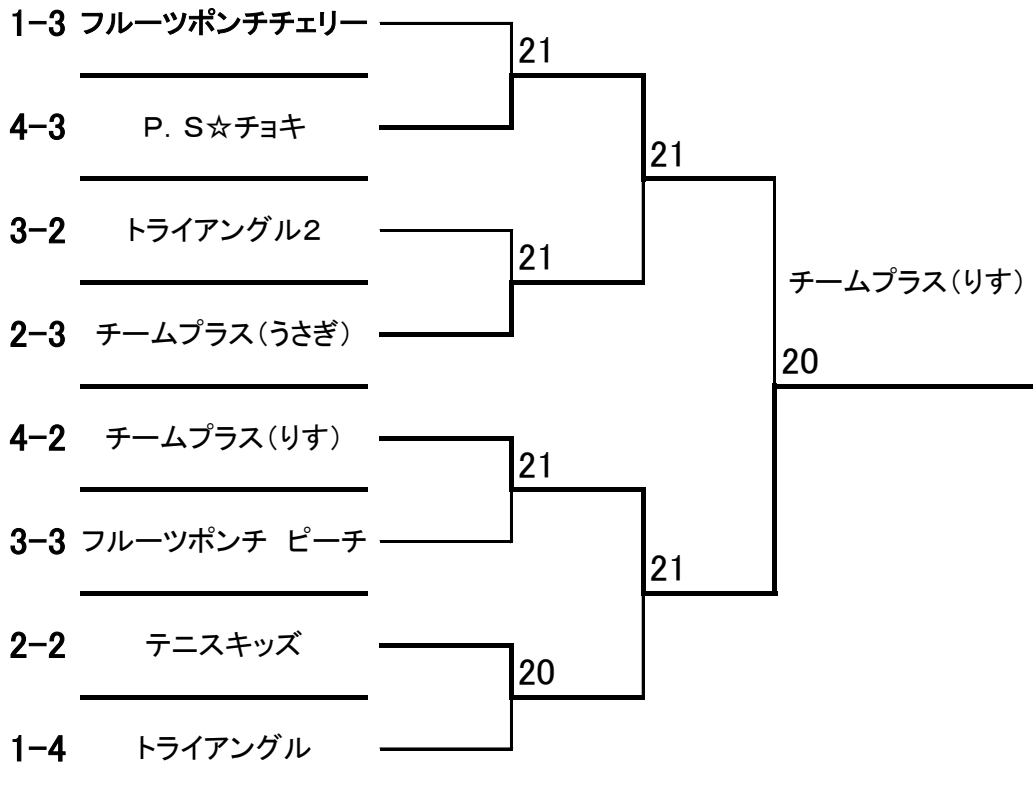 1-3 フルーツポンチチェリー
21
4-3 P．S☆チョキ
21
3-2 トライアングル2
21
チームプラス（りす）
2-3 チームプラス（うさぎ）
20
4-2 チームプラス（りす）
21
3-3 フルーツポンチ　ピーチ
21
2-2 テニスキッズ
20
1-4 トライアングル